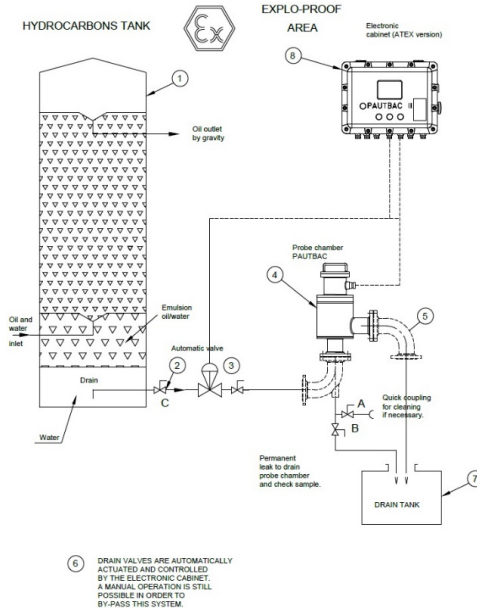 HYDROCARBONS TANK
Ex
EXPLO-PROOF
AREA
Electronic
cabinet (ATEX version)
1
8
PAUTBAC
Oil outlet
by gravity
Probe chamber
PAUTBAC
4
5
Oil and
water
inlet
Emulsion
oil/water
Automatic valve
Drain
2
3
C
A
Quick coupling
for cleaning
if necessary.
B
Water
Permanent
leak to drain
probe chamber
and check sample.
7
DRAIN TANK
6
DRAIN VALVES ARE AUTOMATICALLY
ACTUATED AND CONTROLLED
BY THE ELECTRONIC CABINET.
A MANUAL OPERATION IS STILL
POSSIBLE IN ORDER TO
BY-PASS THIS SYSTEM.